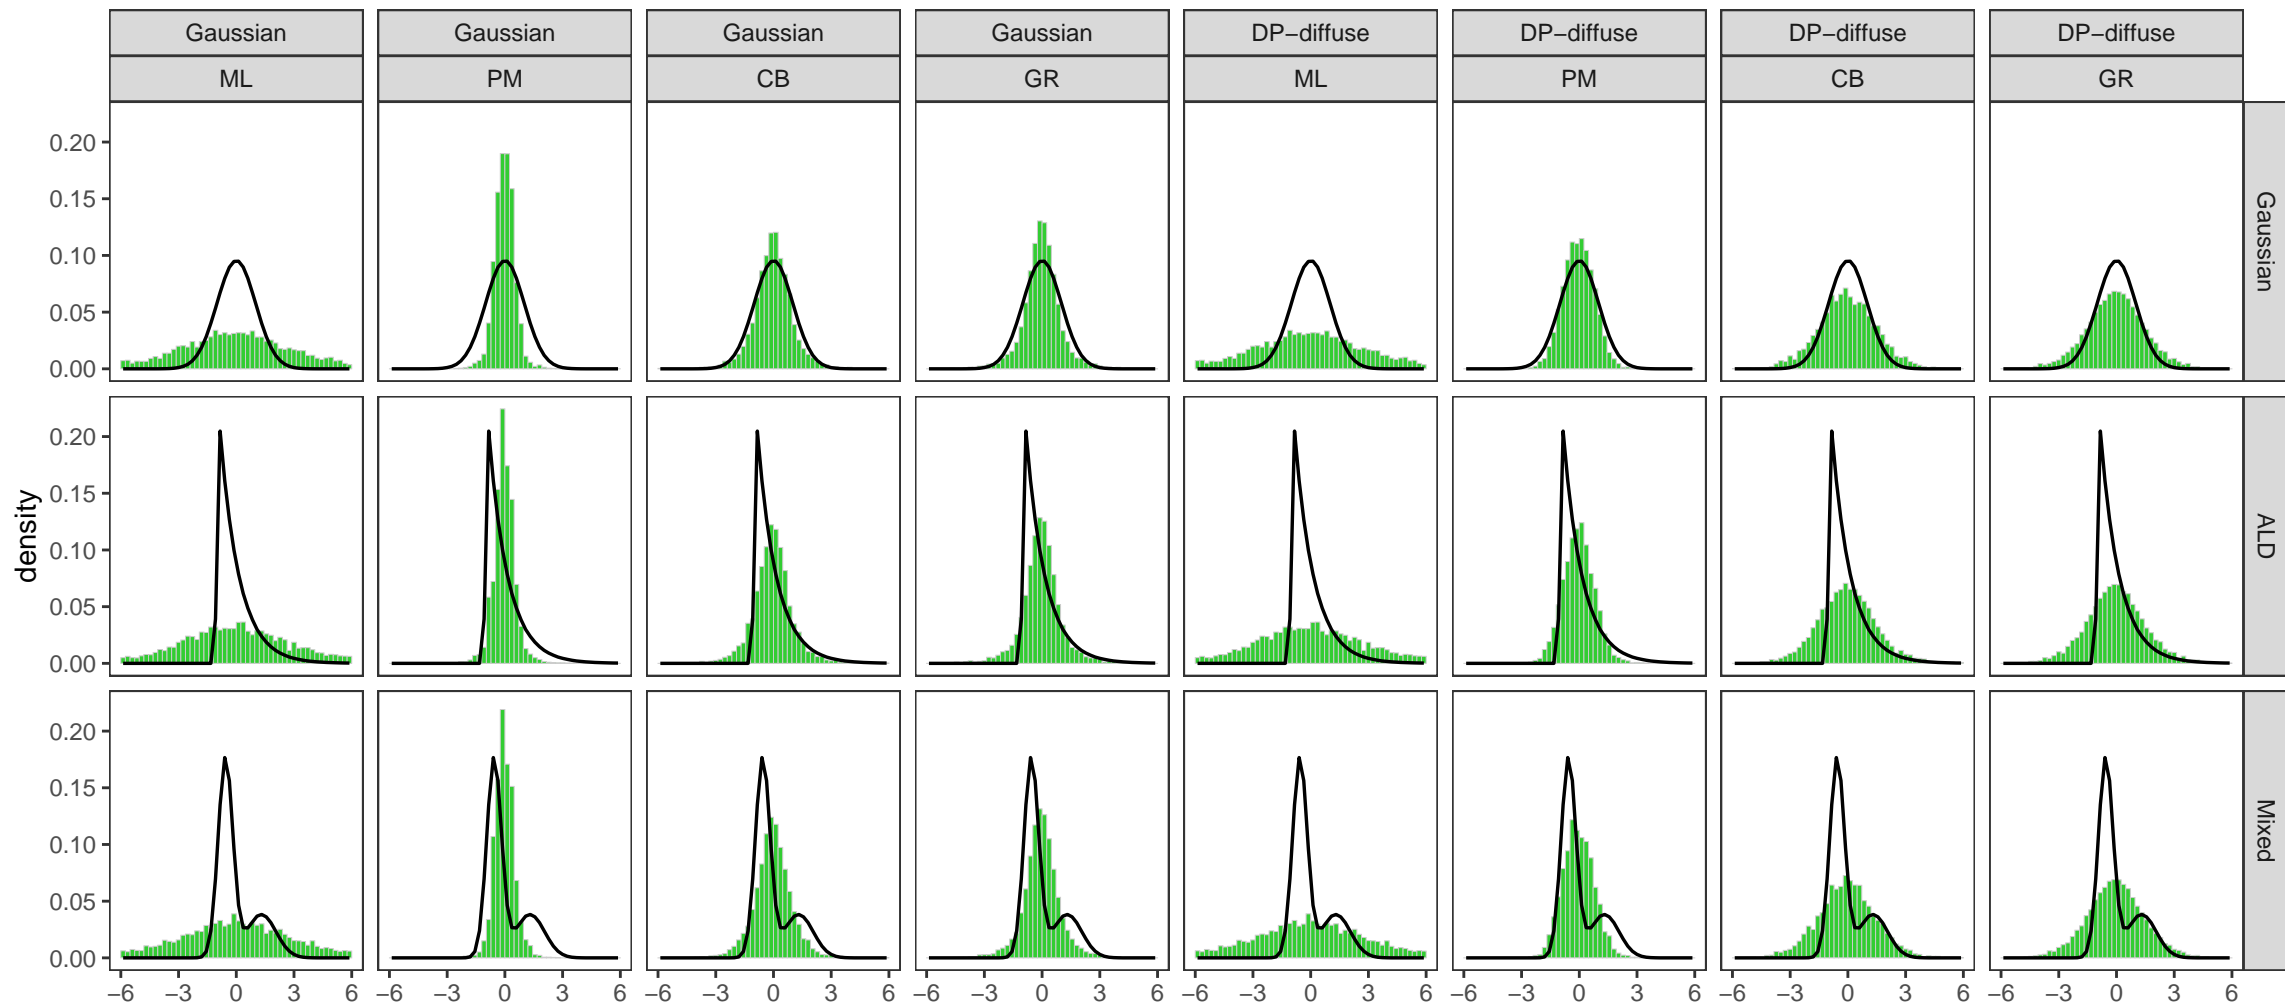 Gaussian Gaussian Gaussian Gaussian DP−diffuse DP−diffuse DP−diffuse DP−diffuse
ML PM CB GR ML PM CB GR
0.20
0.15
0.10
0.05
0.00
Gaussian
0.20
0.15
0.10
0.05
0.00
ALD
density
0.20
0.15
0.10
0.05
0.00
Mixed
−6 −3 0 3 6 −6 −3 0 3 6 −6 −3 0 3 6 −6 −3 0 3 6 −6 −3 0 3 6 −6 −3 0 3 6 −6 −3 0 3 6 −6 −3 0 3 6